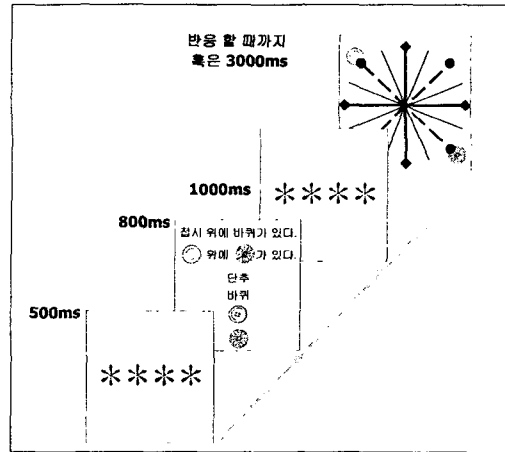 반응 할 때까지
혹은 3000ms
1000ms
****
800ms
접시 위에 바퀴가 있다.
위에 가 있다.
단추
바퀴
500ms
****